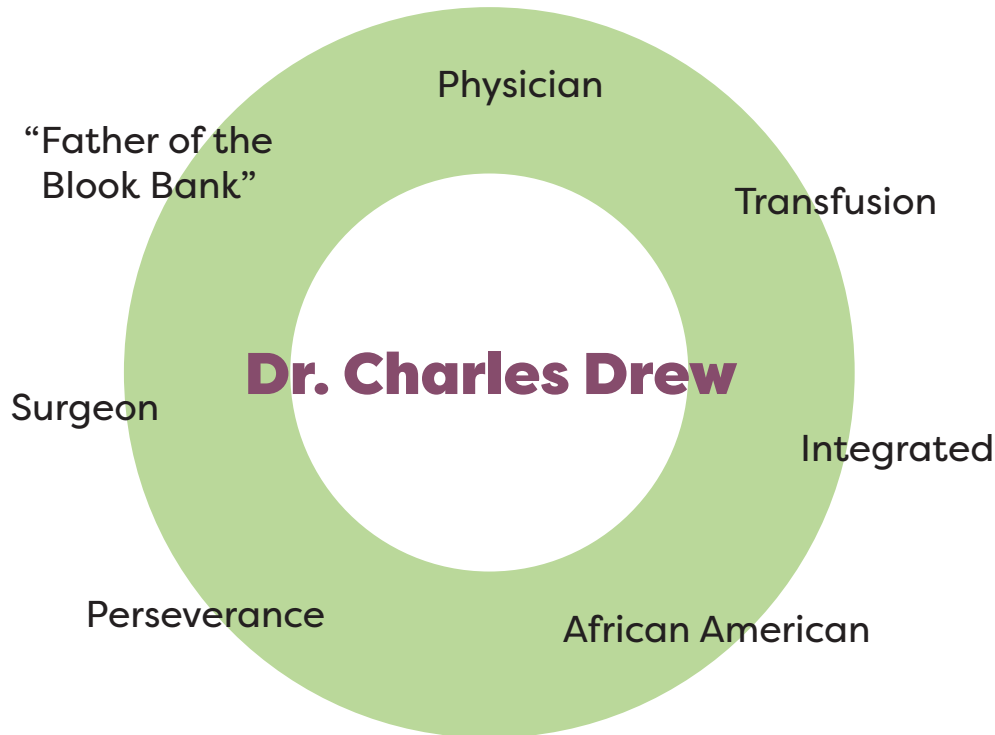 Physician
“Father of the
Blook Bank”
Transfusion
Dr. Charles Drew
Surgeon
Integrated
Perseverance
African American